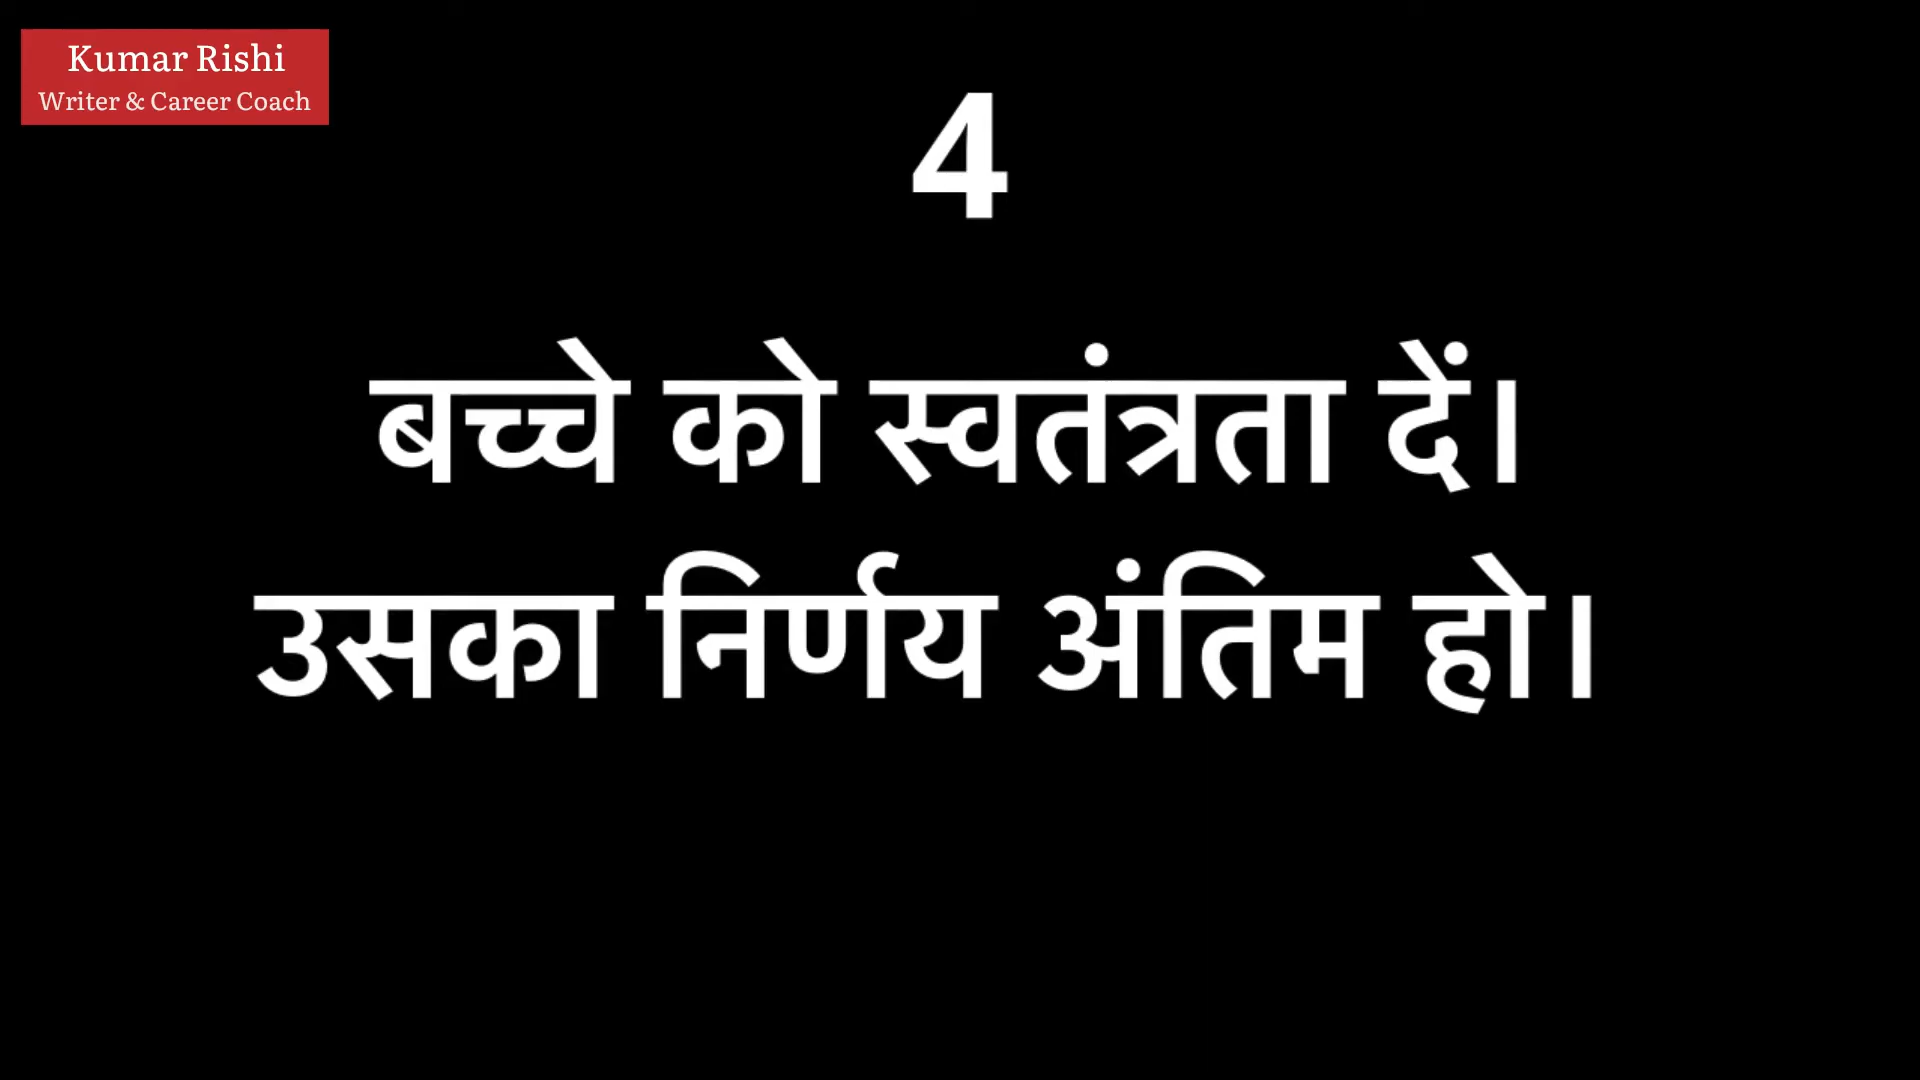 Kumar Rishi
Writer & Career Coach
4
बच्चे को स्वतंत्रता दें।
उसका निर्णय अंतिम हो।